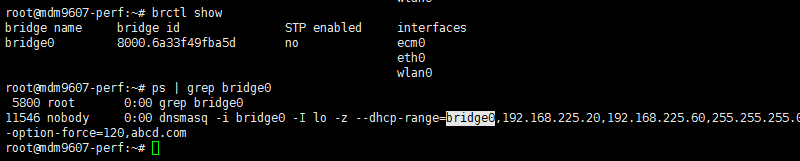 wlan0
root@mdm9607-perf:~# brctl show
bridge name     bridge id               STP enabled     interfaces
bridge0         8000.6a33f49fba5d       no              ecm0
                                                        eth0
                                                        wlan0
root@mdm9607-perf:~# ps | grep bridge0
 5800 root       0:00 grep bridge0
11546 nobody     0:00 dnsmasq -i bridge0 -I lo -z --dhcp-range=bridge0,192.168.225.20,192.168.225.60,255.255.255.0
-option-force=120,abcd.com
root@mdm9607-perf:~#